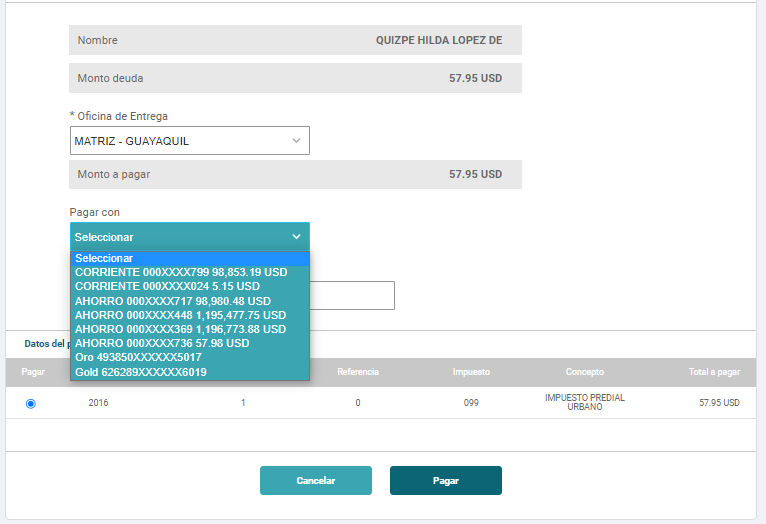 Nombre QUIZPE HILDA LOPEZ DE
Monto deuda 57.95 USD
* Oficina de Entrega
MATRIZ - GUAYAQUIL
Monto a pagar 57.95 USD
Pagar con
Seleccionar
Seleccionar
CORRIENTE 000XXXX799 98,853.19 USD
CORRIENTE 000XXXX024 5.15 USD
AHORRO 000XXXX717 98,980.48 USD
AHORRO 000XXXX448 1,195,477.75 USD
AHORRO 000XXXX369 1,196,773.88 USD
AHORRO 000XXXX736 57.98 USD
Oro 493850XXXXXX5017
Gold 626289XXXXXX6019
Datos del
Pagar Referencia Impuesto Concepto Total a pagar
2016 1 0 099 IMPUESTO PREDIAL URBANO 57.95 USD
Cancelar Pagar